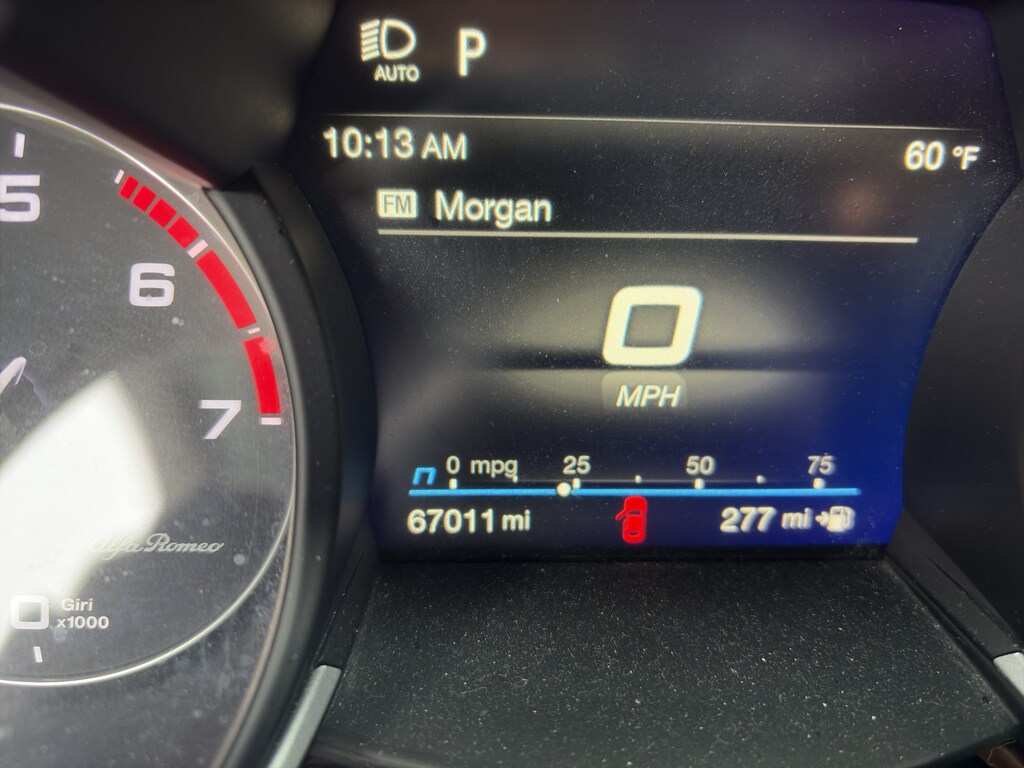 AUTO P
10:13 AM 60 °F
FM Morgan
0
MPH
n 0 mpg 25 50 75
67011 mi 277 mi
5
6
7
Alfa Romeo
0 Giri
x1000